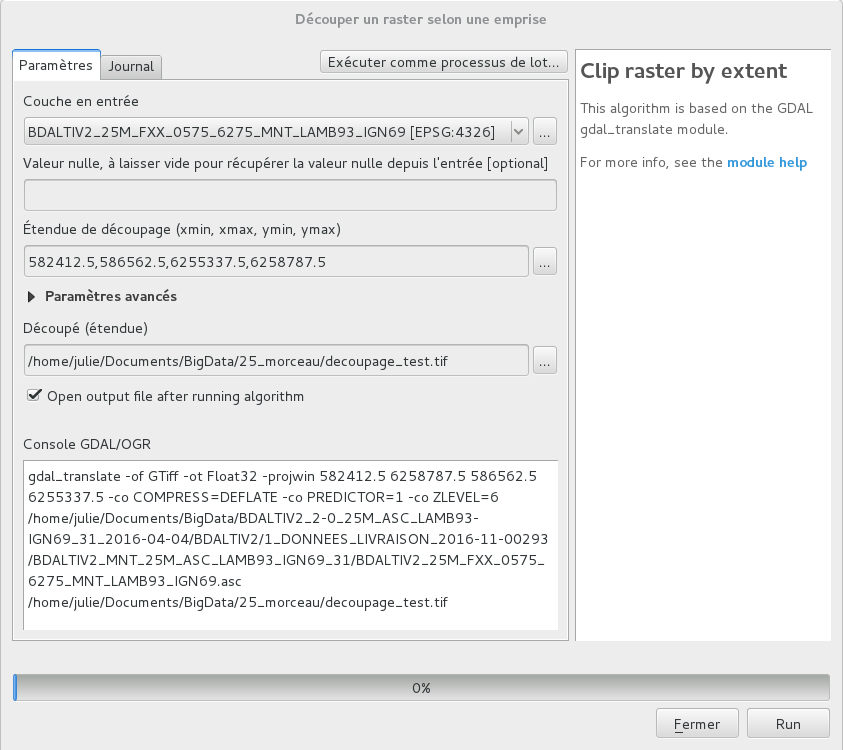 Découper un raster selon une emprise
Paramètres
Journal
Exécuter comme processus de lot...
Couche en entrée
BDALTIV2_25M_FXX_0575_6275_MNT_LAMB93_IGN69 [EPSG:4326]
...
Valeur nulle, à laisser vide pour récupérer la valeur nulle depuis l'entrée [optional]
Étendue de découpage (xmin, xmax, ymin, ymax)
582412.5,586562.5,6255337.5,6258787.5
...
Paramètres avancés
Découpé (étendue)
/home/julie/Documents/BigData/25_morceau/decoupage_test.tif
...
Open output file after running algorithm
Console GDAL/OGR
gdal_translate -of GTiff -ot Float32 -projwin 582412.5 6258787.5 586562.5
6255337.5 -co COMPRESS=DEFLATE -co PREDICTOR=1 -co ZLEVEL=6
/home/julie/Documents/BigData/BDALTIV2_2-0_25M_ASC_LAMB93-
IGN69_31_2016-04-04/BDALTIV2/1_DONNEES_LIVRAISON_2016-11-00293
/BDALTIV2_MNT_25M_ASC_LAMB93_IGN69_31/BDALTIV2_25M_FXX_0575_
6275_MNT_LAMB93_IGN69.asc
/home/julie/Documents/BigData/25_morceau/decoupage_test.tif
Clip raster by extent
This algorithm is based on the GDAL
gdal_translate module.
For more info, see the module help
0%
Fermer
Run